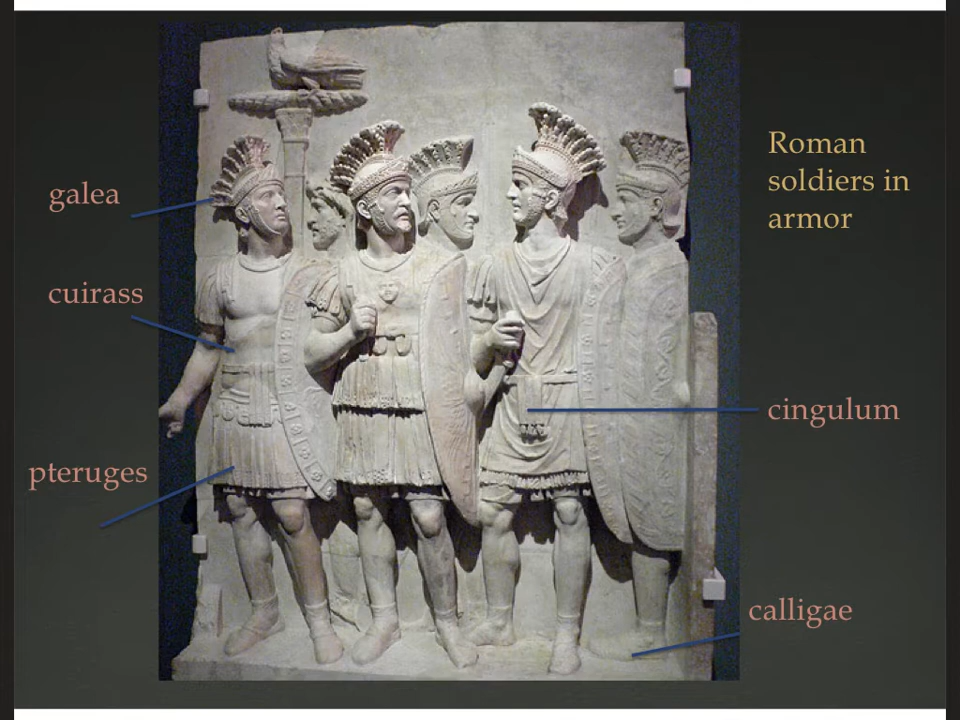 galea
cuirass
pteruges
Roman
soldiers in
armor
cingulum
calligae